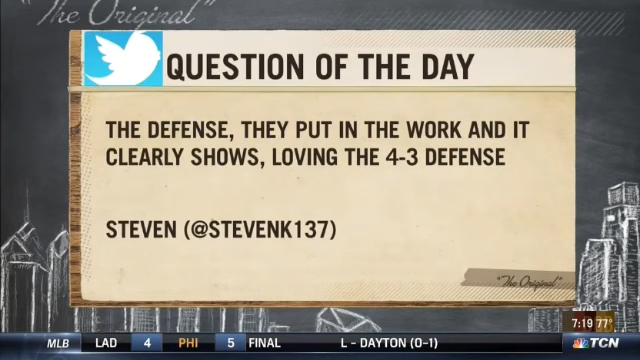 "The Original"
QUESTION OF THE DAY
THE DEFENSE, THEY PUT IN THE WORK AND IT
CLEARLY SHOWS, LOVING THE 4-3 DEFENSE
STEVEN (@STEVENK137)
"The Original"
7:19 77°
MLB LAD 4 PHI 5 FINAL L - DAYTON (0-1) TCN